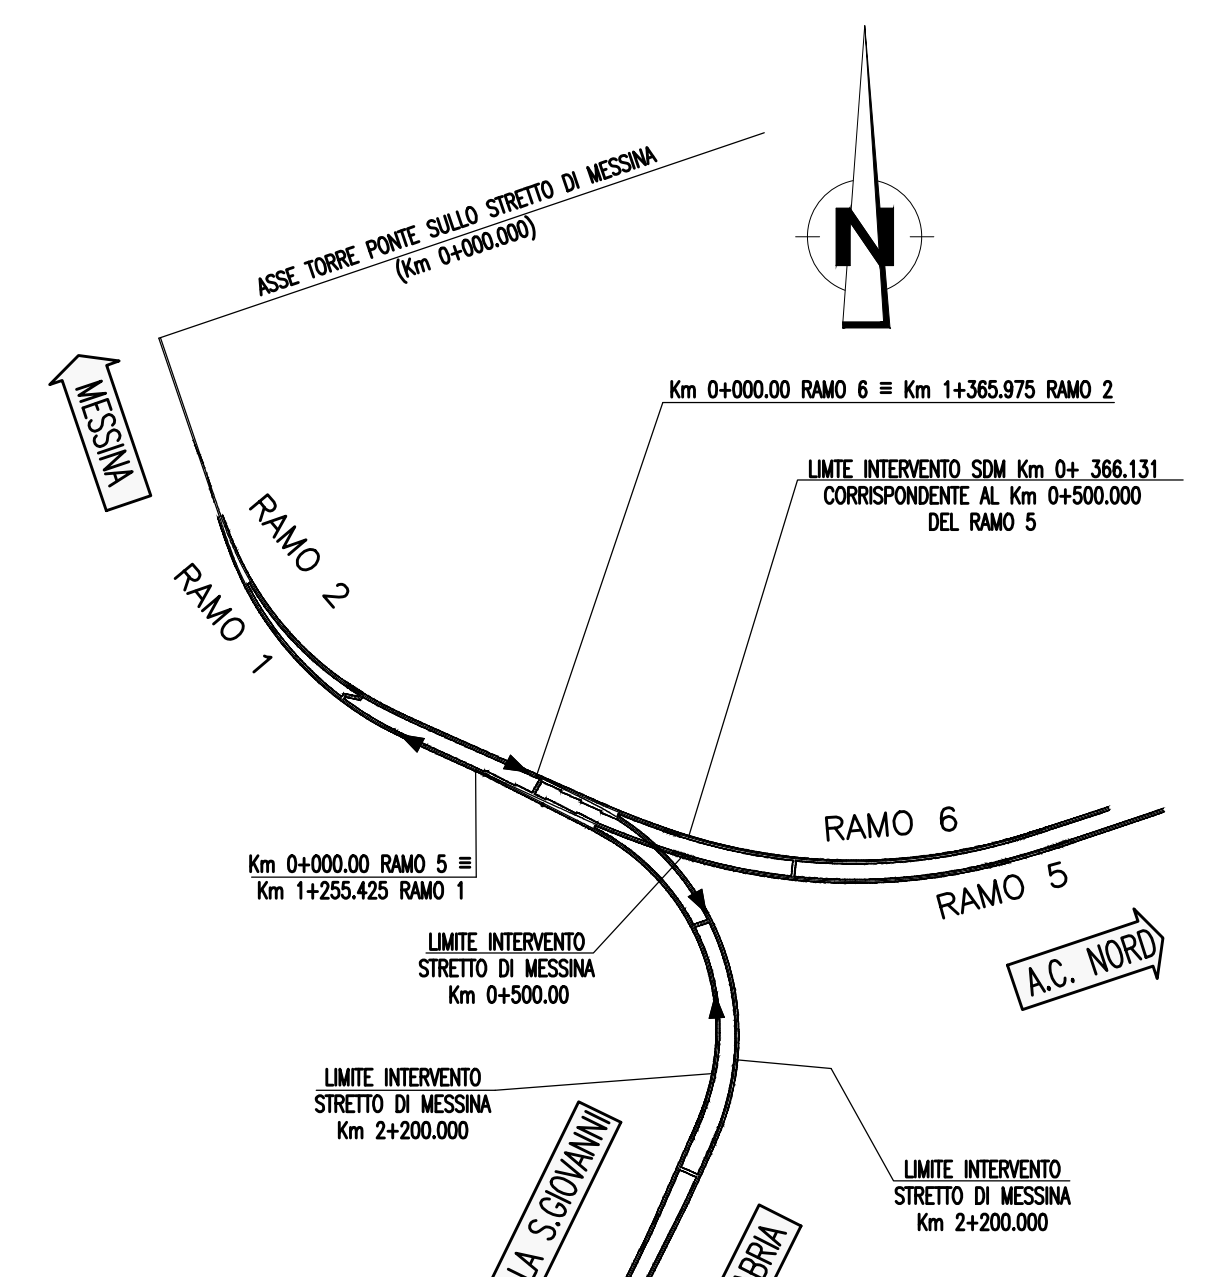 ASSE TORRE PONTE SULLO STRETTO DI MESSINA
(Km 0+000.000)
N
MESSINA
Km 0+000.00 RAMO 6 ≡ Km 1+365.975 RAMO 2
LIMTE INTERVENTO SDM Km 0+ 366.131
CORRISPONDENTE AL Km 0+500.000
DEL RAMO 5
RAMO 2
RAMO 1
RAMO 6
RAMO 5
Km 0+000.00 RAMO 5 ≡
Km 1+255.425 RAMO 1
LIMITE INTERVENTO
STRETTO DI MESSINA
Km 0+500.00
A.C. NORD
LIMITE INTERVENTO
STRETTO DI MESSINA
Km 2+200.000
LIMITE INTERVENTO
STRETTO DI MESSINA
Km 2+200.000
LA S.GIOVANNI
BRIA